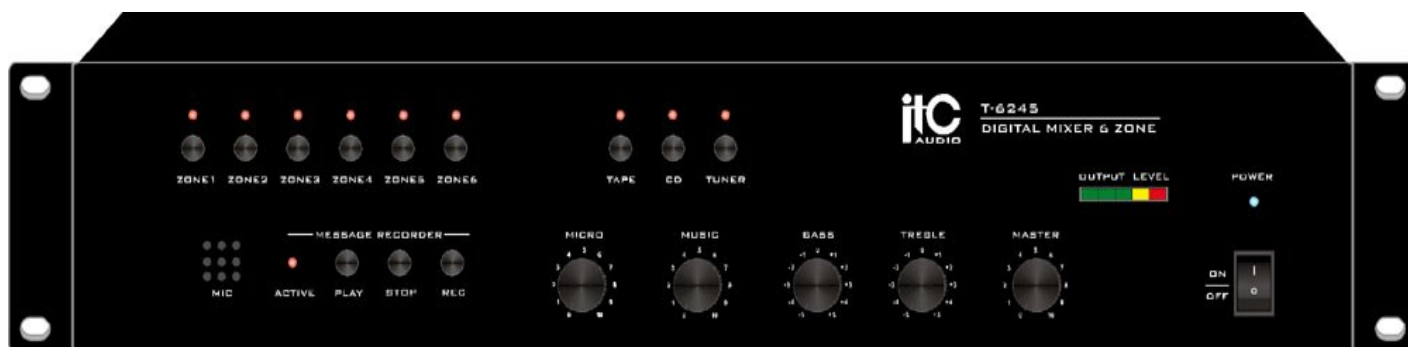 itC
AUDIO
T-6245
DIGITAL MIXER 6 ZONE
ZONE1 ZONE2 ZONE3 ZONE4 ZONE5 ZONE6
TAPE CD TUNER
OUTPUT LEVEL
POWER
MESSAGE RECORDER
MIC ACTIVE PLAY STOP REC
MICRO MUSIC BASS TREBLE MASTER
ON
OFF